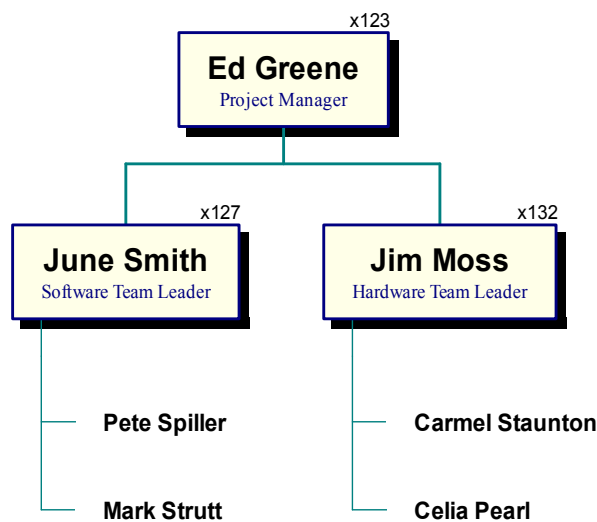 x123
Ed Greene
Project Manager
x127
June Smith
Software Team Leader
Pete Spiller
Mark Strutt
x132
Jim Moss
Hardware Team Leader
Carmel Staunton
Celia Pearl